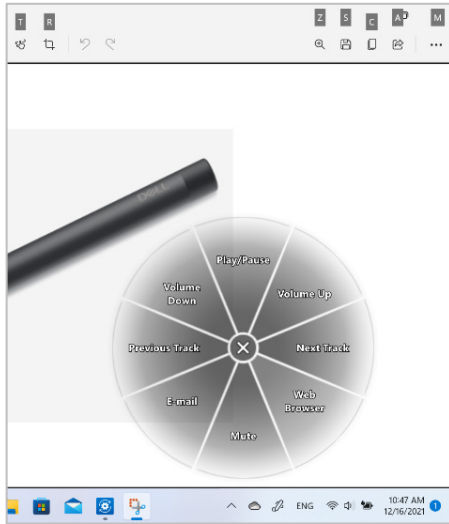 T R Z S C A M
DELL
Play/Pause
Volume
Down
Volume Up
Previous Track
Next Track
E-mail
Web
Browser
Mute
ENG
10:47 AM
12/16/2021
1